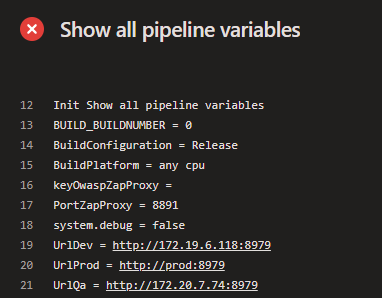 Show all pipeline variables
12 Init Show all pipeline variables
13 BUILD_BUILDNUMBER = 0
14 BuildConfiguration = Release
15 BuildPlatform = any cpu
16 keyOwaspZapProxy =
17 PortZapProxy = 8891
18 system.debug = false
19 UrlDev = http://172.19.6.118:8979
20 UrlProd = http://prod:8979
21 UrlQa = http://172.20.7.74:8979